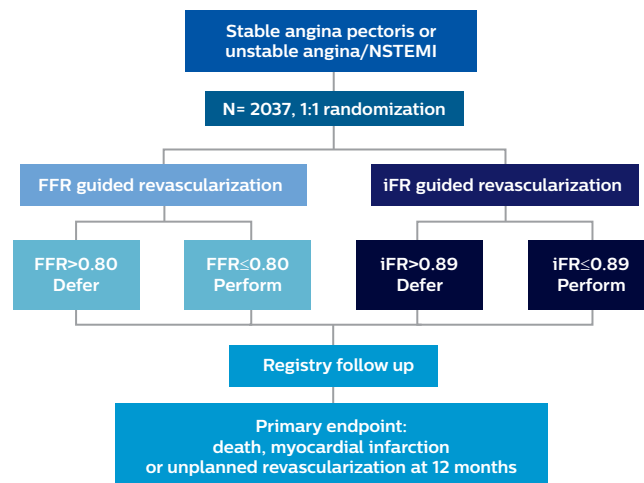 Stable angina pectoris or
unstable angina/NSTEMI
N= 2037, 1:1 randomization
FFR guided revascularization
iFR guided revascularization
FFR>0.80
Defer
FFR≤0.80
Perform
iFR>0.89
Defer
iFR≤0.89
Perform
Registry follow up
Primary endpoint:
death, myocardial infarction
or unplanned revascularization at 12 months